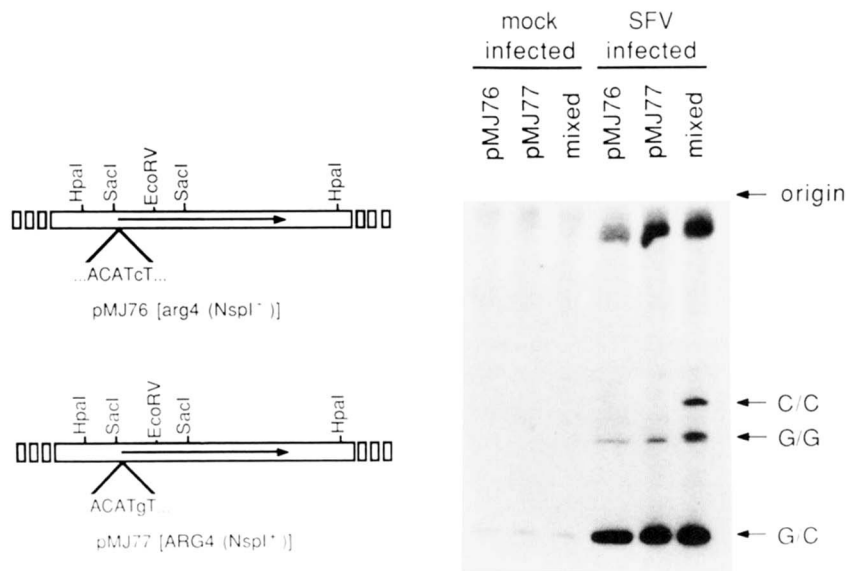 HpaI SacI EcoRV SacI HpaI
...ACATcT...
pMJ76 [arg4 (NspI⁻)]
HpaI SacI EcoRV SacI HpaI
ACATgT...
pMJ77 [ARG4 (NspI⁺)]
mock infected SFV infected
pMJ76 pMJ77 mixed pMJ76 pMJ77 mixed
origin
C/C
G/G
G/C